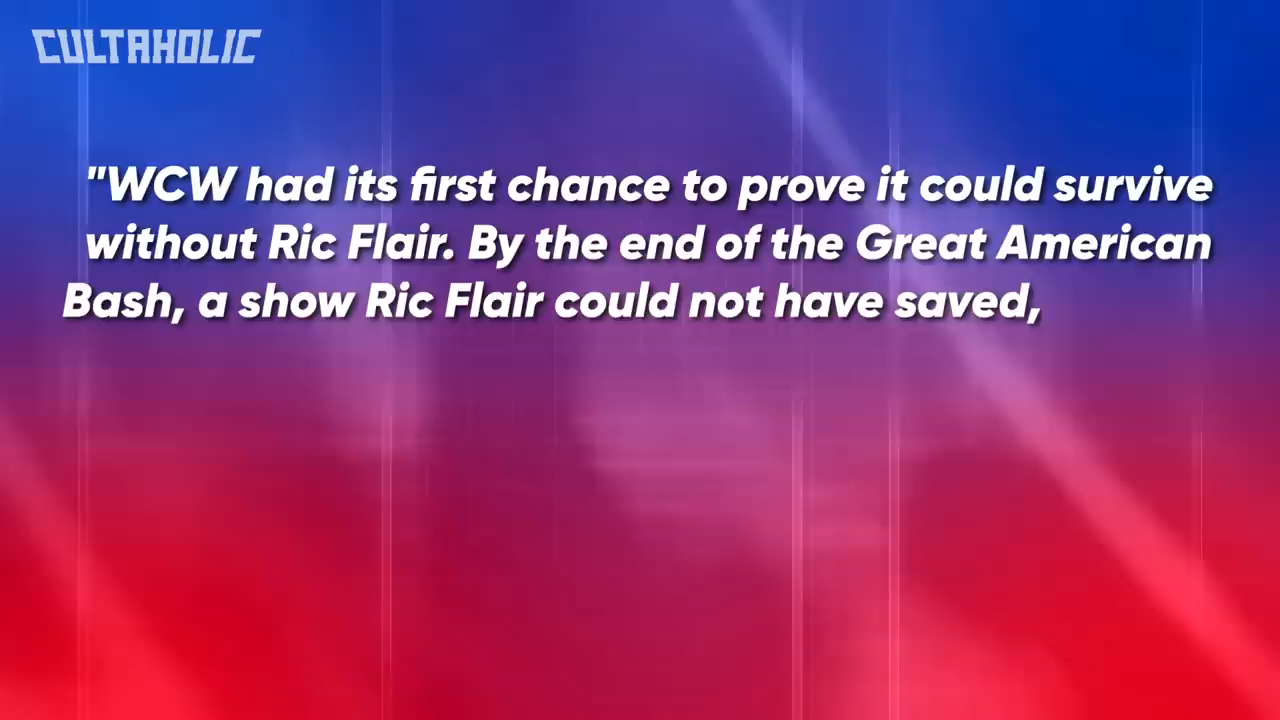 CULTAHOLIC
"WCW had its first chance to prove it could survive
without Ric Flair. By the end of the Great American
Bash, a show Ric Flair could not have saved,